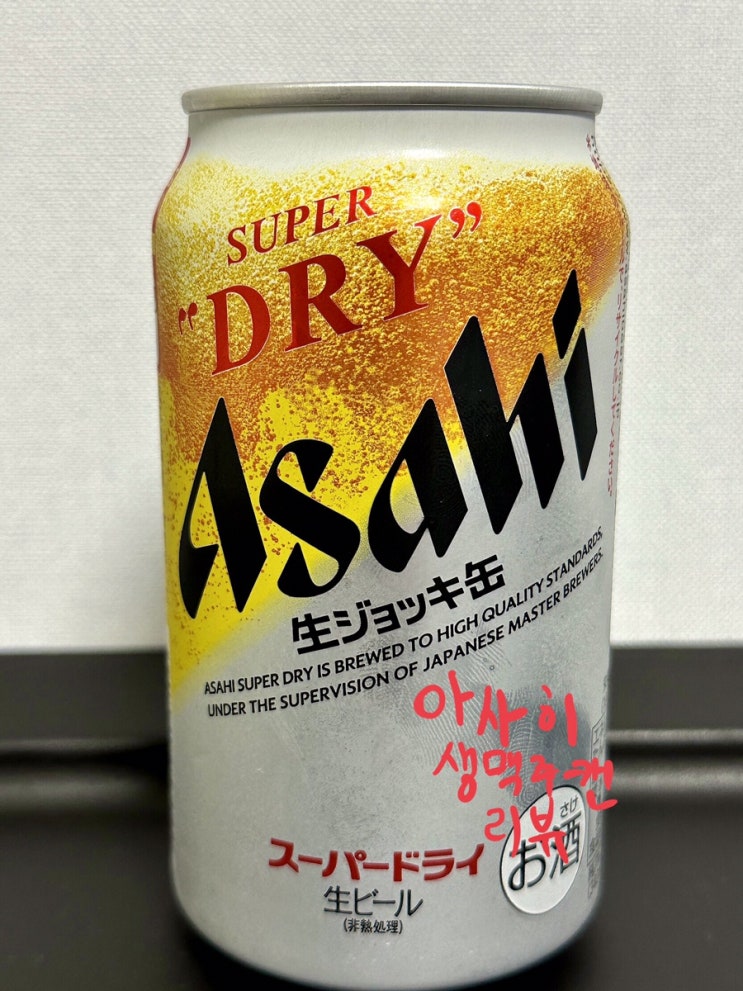 SUPER
"DRY"
Asahi
生ジョッキ缶
ASAHI SUPER DRY IS BREWED TO HIGH QUALITY STANDARDS,
UNDER THE SUPERVISION OF JAPANESE MASTER BREWERS.
아사히
생맥주캔
리뷰
スーパードライ
生ビール
(非熱処理)
さけ
お酒